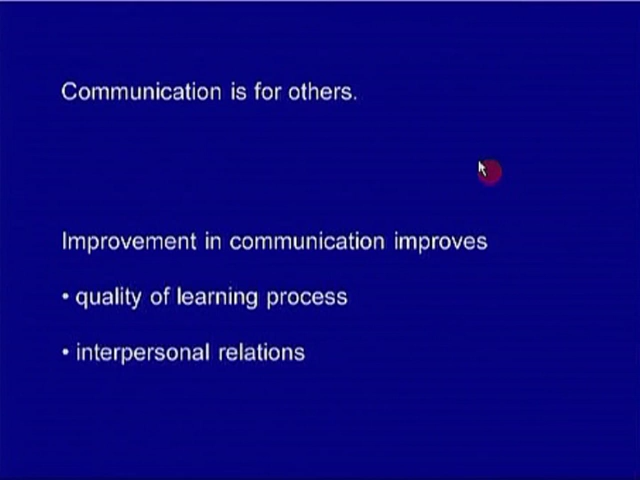 Communication is for others.
Improvement in communication improves
• quality of learning process
• interpersonal relations